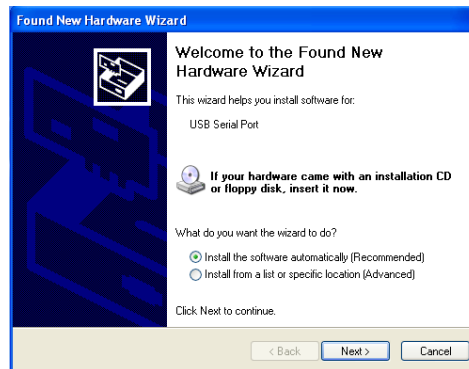 Found New Hardware Wizard
Welcome to the Found New
Hardware Wizard
This wizard helps you install software for:
USB Serial Port
If your hardware came with an installation CD
or floppy disk, insert it now.
What do you want the wizard to do?
Install the software automatically (Recommended)
Install from a list or specific location (Advanced)
Click Next to continue.
< Back
Next >
Cancel